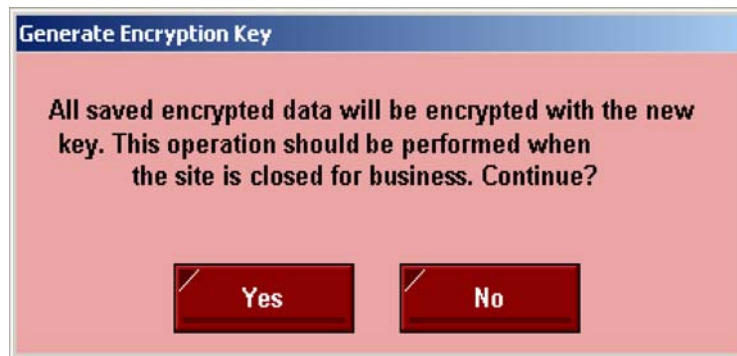 Generate Encryption Key
All saved encrypted data will be encrypted with the new
key. This operation should be performed when
the site is closed for business. Continue?
Yes No